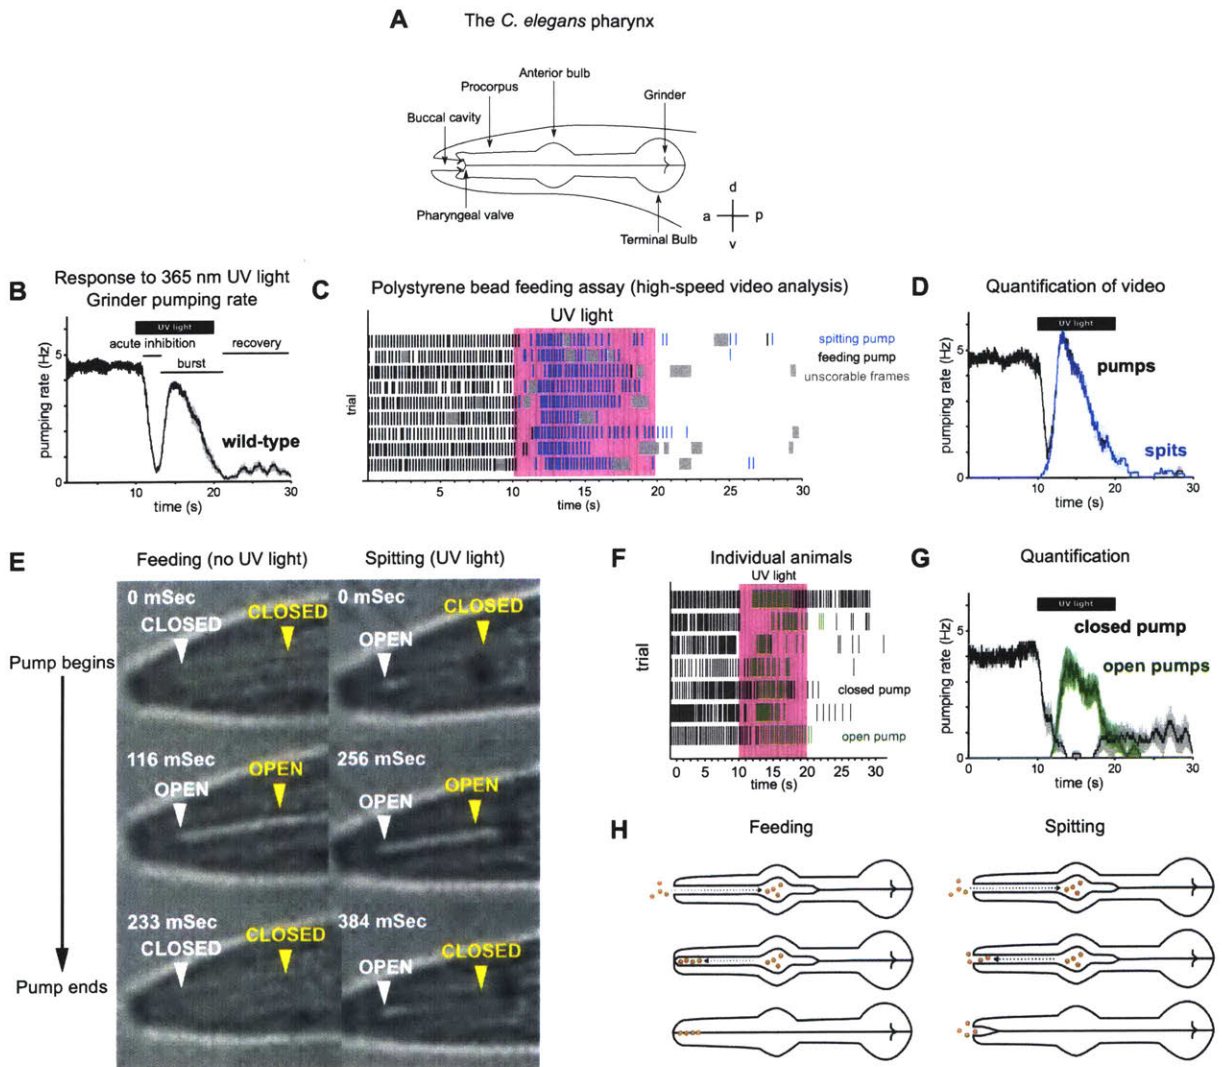 A
The C. elegans pharynx
Anterior bulb
Procorpus
Grinder
Buccal cavity
Pharyngeal valve
Terminal Bulb
d
a
p
v
B
Response to 365 nm UV light
Grinder pumping rate
UV light
acute inhibition
recovery
burst
wild-type
pumping rate (Hz)
5
0
0
10
20
30
time (s)
C
Polystyrene bead feeding assay (high-speed video analysis)
UV light
spitting pump
feeding pump
unscorable frames
trial
5
10
15
20
25
30
time (s)
D
Quantification of video
UV light
pumps
spits
pumping rate (Hz)
5
0
0
10
20
30
time (s)
E
Feeding (no UV light)
Spitting (UV light)
Pump begins
Pump ends
0 mSec
CLOSED
CLOSED
0 mSec
OPEN
CLOSED
116 mSec
OPEN
OPEN
256 mSec
OPEN
OPEN
233 mSec
CLOSED
CLOSED
384 mSec
OPEN
CLOSED
F
Individual animals
UV light
trial
closed pump
open pump
0
5
10
15
20
25
30
time (s)
G
Quantification
UV light
closed pump
open pumps
pumping rate (Hz)
5
0
0
10
20
30
time (s)
H
Feeding
Spitting